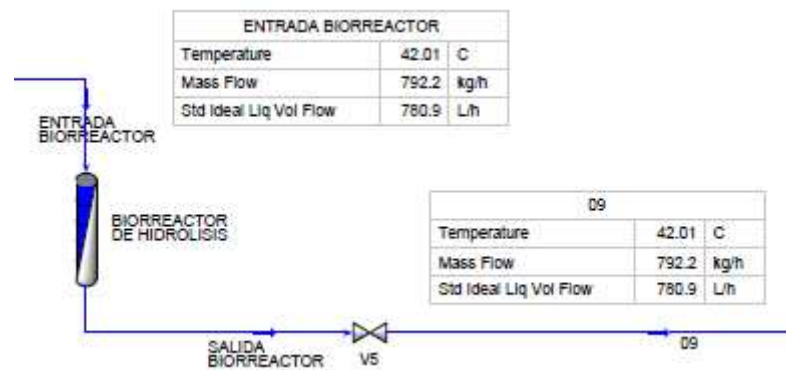 ENTRADA BIORREACTOR
Temperature 42.01 C
Mass Flow 792.2 kg/h
Std Ideal Liq Vol Flow 780.9 L/h
ENTRADA
BIORREACTOR
BIORREACTOR
DE HIDROLISIS
09
Temperature 42.01 C
Mass Flow 792.2 kg/h
Std Ideal Liq Vol Flow 780.9 L/h
SALIDA
BIORREACTOR
V5
09